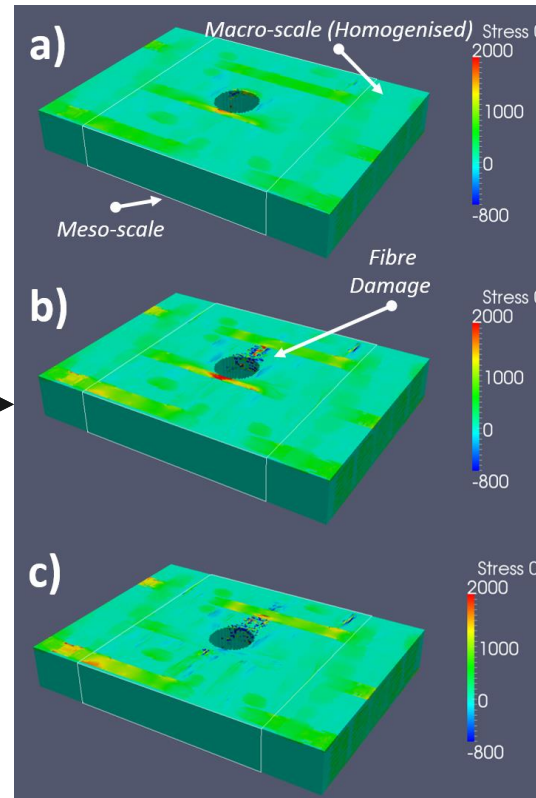 a)
Macro-scale (Homogenised)
Stress
2000
1000
0
-800
Meso-scale
Fibre
Damage
b)
Stress
2000
1000
0
-800
c)
Stress
2000
1000
0
-800